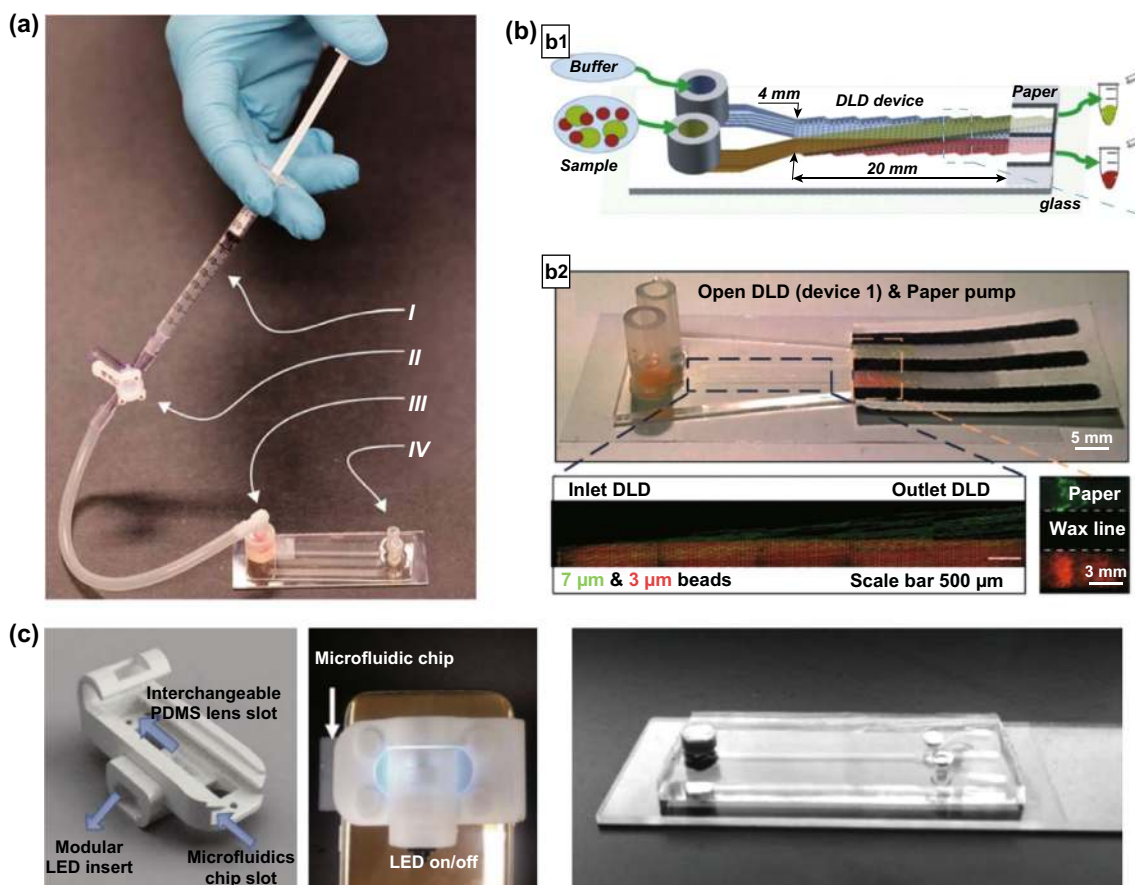 (a)
I
II
III
IV
(b)
b1
Buffer
Sample
4 mm
DLD device
Paper
20 mm
glass
b2
Open DLD (device 1) & Paper pump
5 mm
Inlet DLD
Outlet DLD
7 µm & 3 µm beads
Scale bar 500 µm
Paper
Wax line
3 mm
(c)
Interchangeable
PDMS lens slot
Modular
LED insert
Microfluidics
chip slot
Microfluidic chip
LED on/off